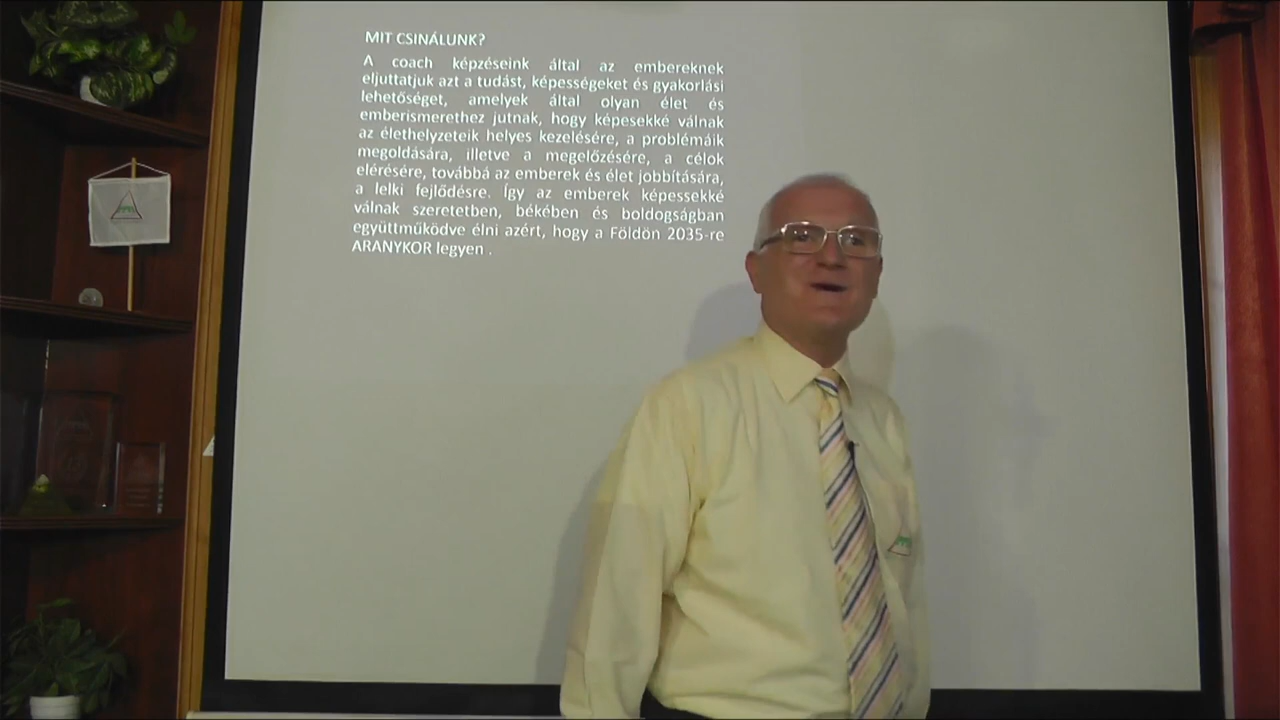 MIT CSINÁLUNK?
A coach képzéseink által az embereknek
eljuttatjuk azt a tudást, képességeket és gyakorlási
lehetőséget, amelyek által olyan élet és
emberismerethez jutnak, hogy képesekké válnak
az élethelyzeteik helyes kezelésére, a problémáik
megoldására, illetve a megelőzésére, a célok
elérésére, továbbá az emberek és élet jobbítására,
a lelki fejlődésre. Így az emberek képessekké
válnak szeretetben, békében és boldogságban
együttműködve élni azért, hogy a Földön 2035-re
ARANYKOR legyen .